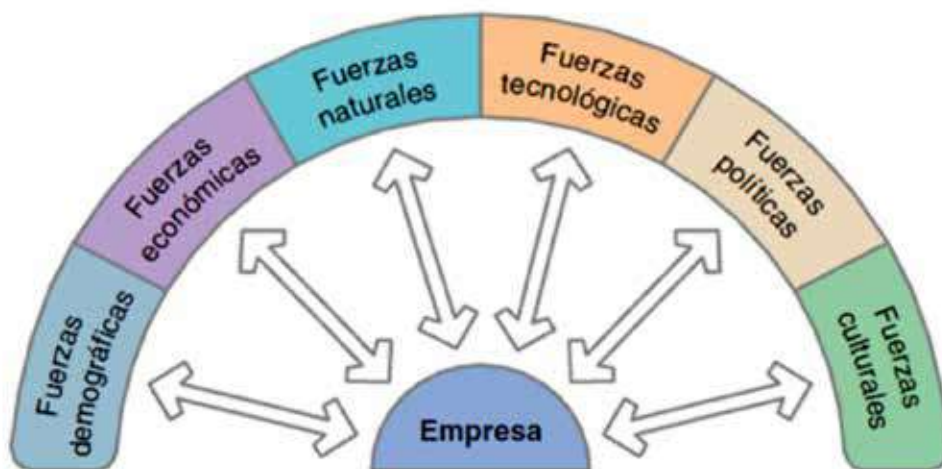 Fuerzas
demográficas
Fuerzas
económicas
Fuerzas
naturales
Fuerzas
tecnológicas
Fuerzas
políticas
Fuerzas
culturales
Empresa